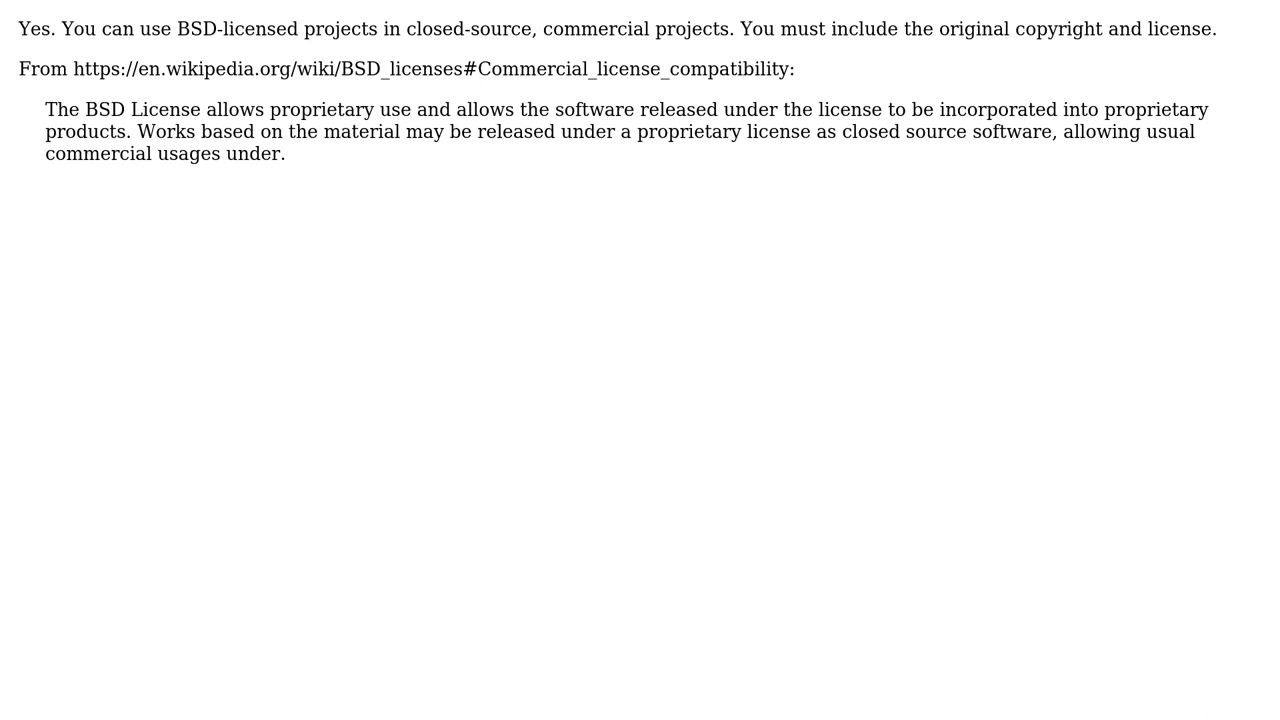 Yes. You can use BSD-licensed projects in closed-source, commercial projects. You must include the original copyright and license.
From https://en.wikipedia.org/wiki/BSD_licenses#Commercial_license_compatibility:
The BSD License allows proprietary use and allows the software released under the license to be incorporated into proprietary
products. Works based on the material may be released under a proprietary license as closed source software, allowing usual
commercial usages under.